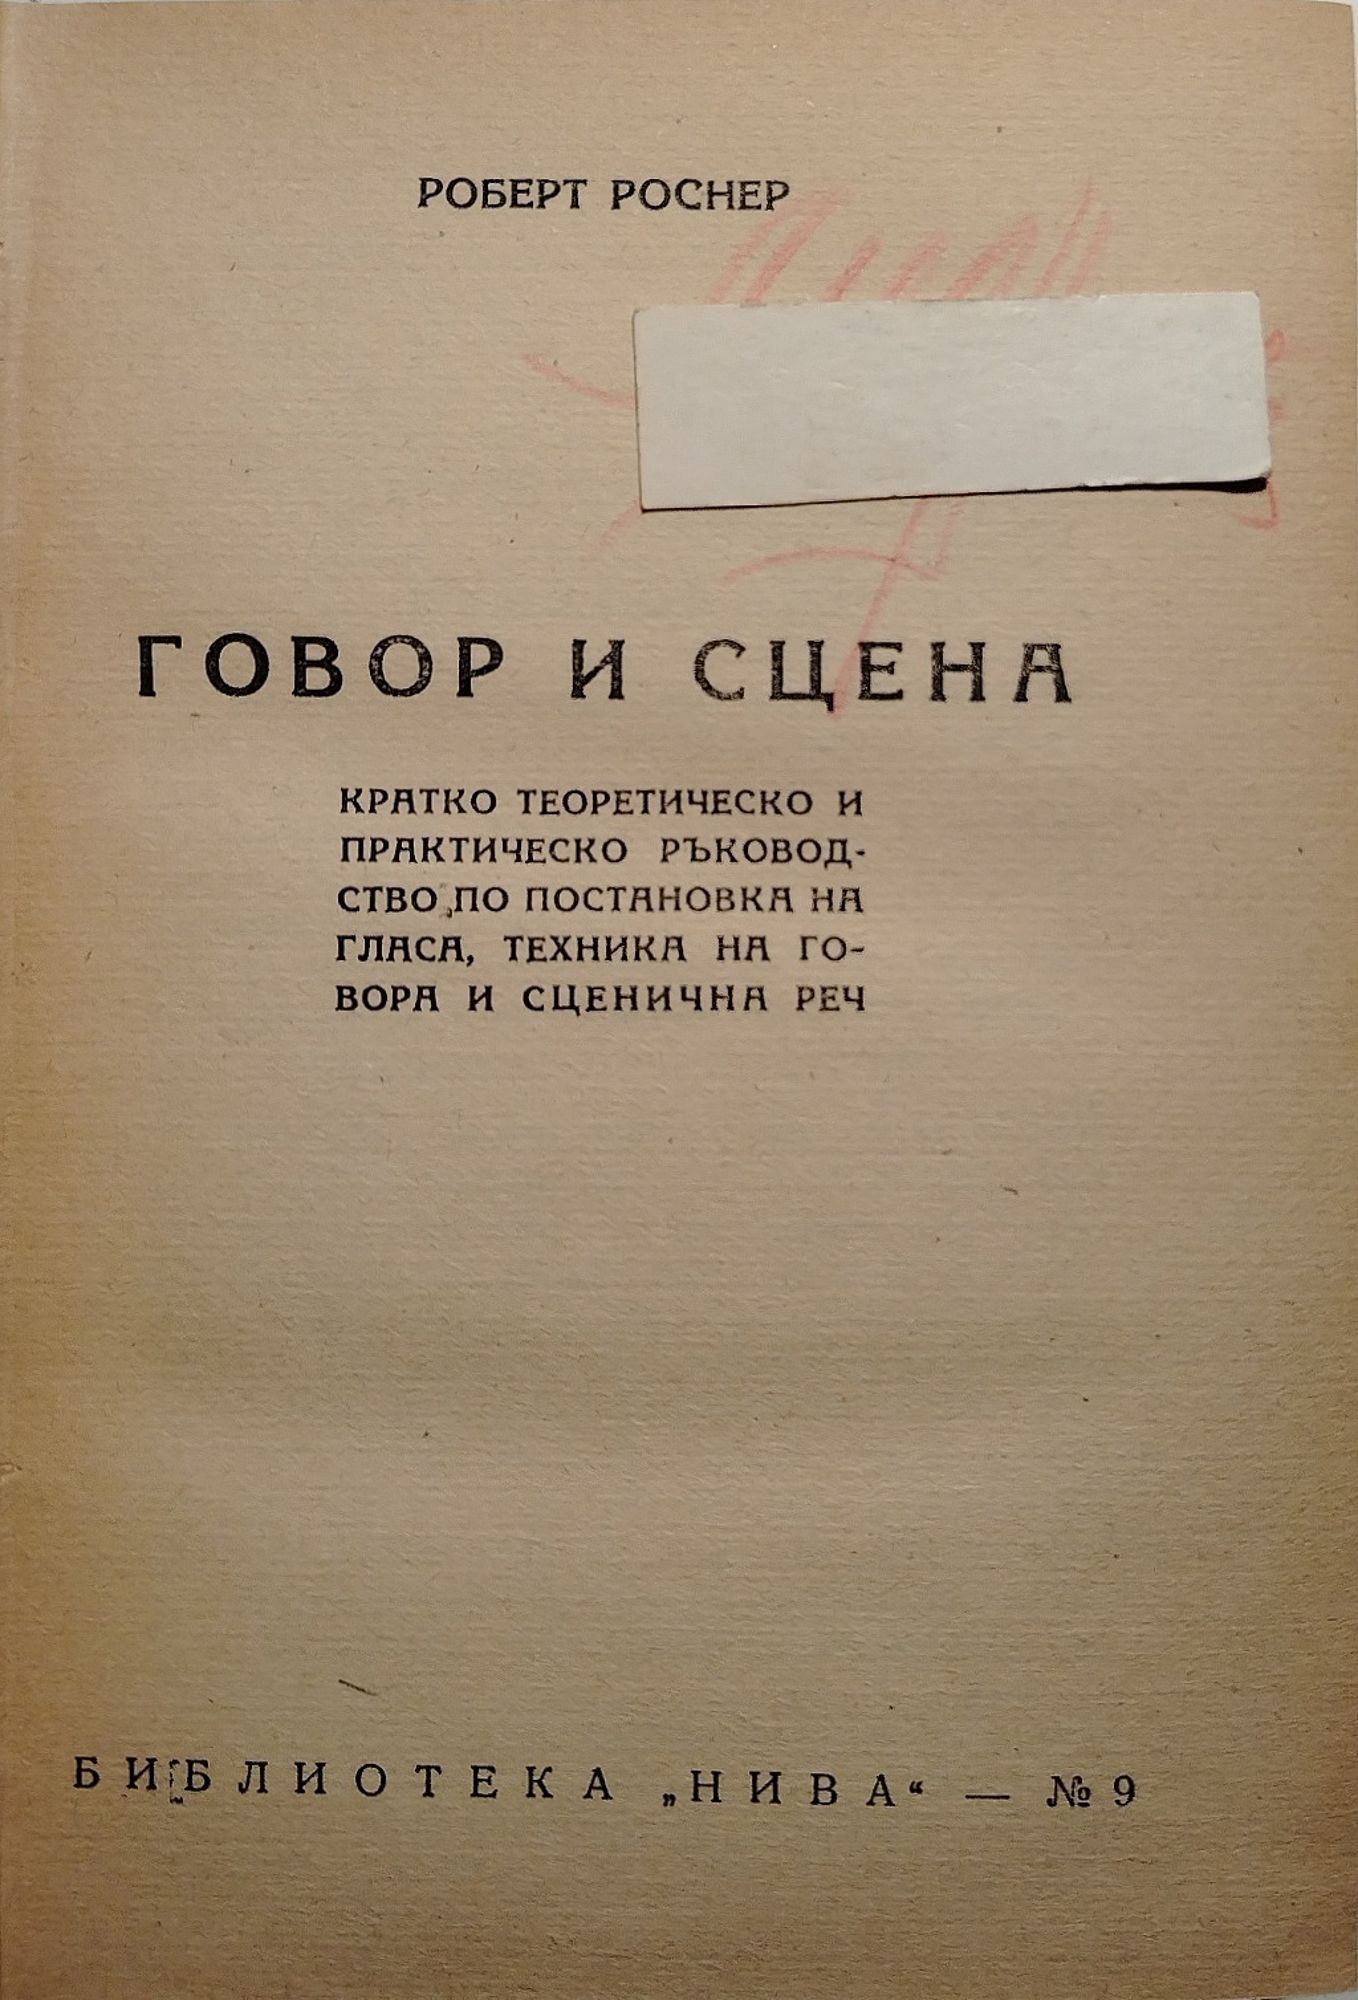 РОБЕРТ РОСНЕР
ГОВОР И СЦЕНА
КРАТКО ТЕОРЕТИЧЕСКО И
ПРАКТИЧЕСКО РЪКОВОД-
СТВО ПО ПОСТАНОВКА НА
ГЛАСА, ТЕХНИКА НА ГО-
ВОРА И СЦЕНИЧНА РЕЧ
БИБЛИОТЕКА „НИВА“ — № 9